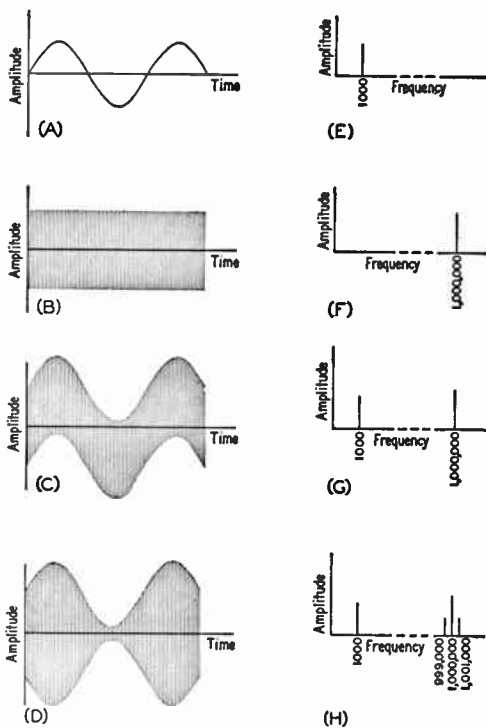 Amplitude
Time
(A)
Amplitude
1000
Frequency
(E)
Amplitude
Time
(B)
Amplitude
Frequency
1,000,000
(F)
Amplitude
Time
(C)
Amplitude
1000
Frequency
1,000,000
(G)
Amplitude
Time
(D)
Amplitude
1000
Frequency
999,000
1,000,000
1,001,000
(H)